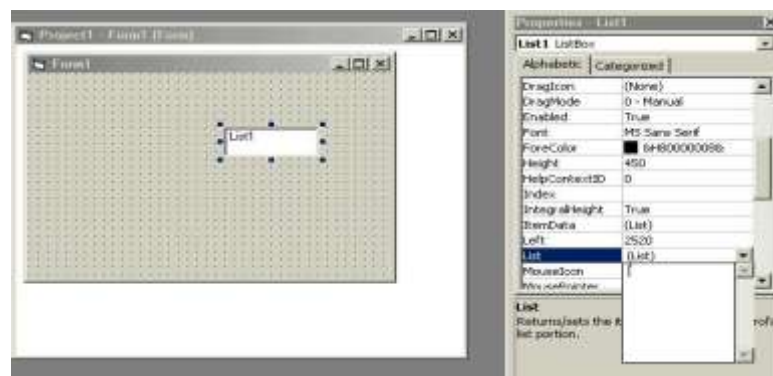 Project1 - Form1 (Form)
Form1
List1
Properties - List1
List1 ListBox
Alphabetic Categorized
DragIcon (None)
DragMode 0 - Manual
Enabled True
Font MS Sans Serif
ForeColor &H80000008&
Height 450
HelpContextID 0
Index
IntegralHeight True
ItemData (List)
Left 2520
List (List)
MouseIcon
MousePointer
List
Returns/sets the
list portion.